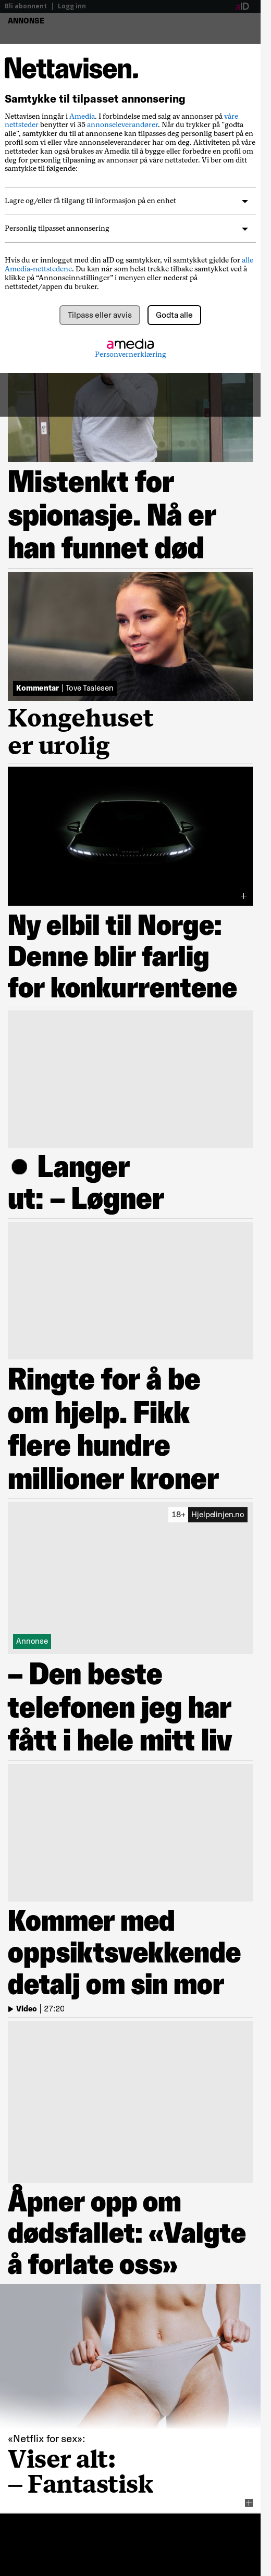 Bli abonnent | Logg inn
aID
ANNONSE
Nettavisen.
Samtykke til tilpasset annonsering
Nettavisen inngår i Amedia. I forbindelse med salg av annonser på våre
nettsteder benytter vi 35 annonseleverandører. Når du trykker på "godta
alle", samtykker du til at annonsene kan tilpasses deg personlig basert på en
profil som vi eller våre annonseleverandører har om deg. Aktiviteten på våre
nettsteder kan også brukes av Amedia til å bygge eller forbedre en profil om
deg for personlig tilpasning av annonser på våre nettsteder. Vi ber om ditt
samtykke til følgende:
Lagre og/eller få tilgang til informasjon på en enhet
Personlig tilpasset annonsering
Hvis du er innlogget med din aID og samtykker, vil samtykket gjelde for alle
Amedia-nettstedene. Du kan når som helst trekke tilbake samtykket ved å
klikke på "Annonseinnstillinger" i menyen eller nederst på
nettstedet/appen du bruker.
Tilpass eller avvis
Godta alle
amedia
Personvernerklæring
Mistenkt for
spionasje. Nå er
han funnet død
Kommentar | Tove Taalesen
Kongehuset
er urolig
Ny elbil til Norge:
Denne blir farlig
for konkurrentene
Langer
ut: – Løgner
Ringte for å be
om hjelp. Fikk
flere hundre
millioner kroner
18+ Hjelpelinjen.no
Annonse
– Den beste
telefonen jeg har
fått i hele mitt liv
Kommer med
oppsiktsvekkende
detalj om sin mor
Video | 27:20
Åpner opp om
dødsfallet: «Valgte
å forlate oss»
«Netflix for sex»:
Viser alt:
– Fantastisk